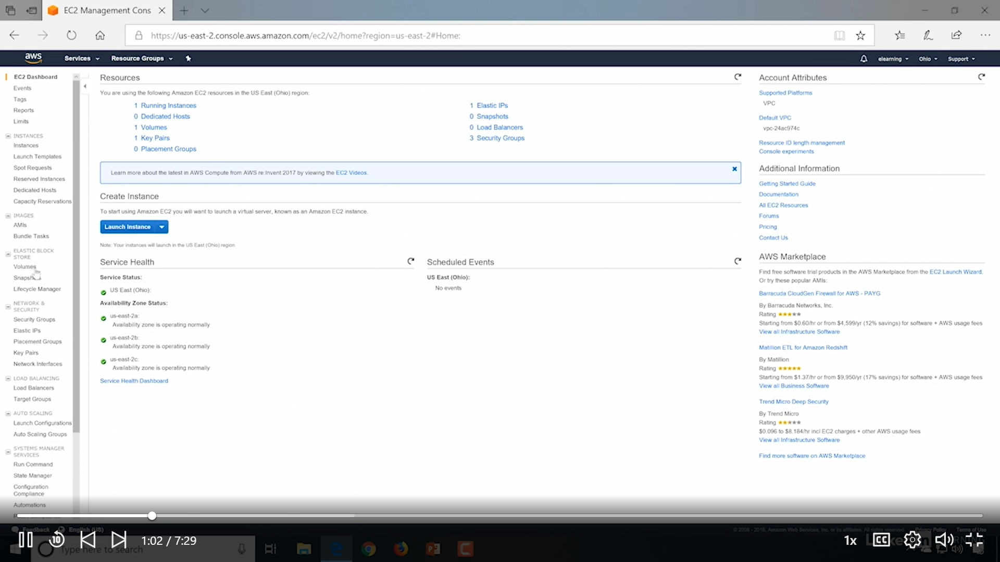 EC2 Management Cons
https://us-east-2.console.aws.amazon.com/ec2/v2/home?region=us-east-2#Home:
aws
Services
Resource Groups
elearning
Ohio
Support
EC2 Dashboard
Events
Tags
Reports
Limits
INSTANCES
Instances
Launch Templates
Spot Requests
Reserved Instances
Dedicated Hosts
Capacity Reservations
IMAGES
AMIs
Bundle Tasks
ELASTIC BLOCK
STORE
Volumes
Lifecycle Manager
NETWORK &
SECURITY
Security Groups
Elastic IPs
Placement Groups
Key Pairs
Network Interfaces
LOAD BALANCING
Load Balancers
Target Groups
AUTO SCALING
Launch Configurations
Auto Scaling Groups
SYSTEMS MANAGER
SERVICES
Run Command
State Manager
Configuration
Compliance
Automations
Resources
You are using the following Amazon EC2 resources in the US East (Ohio) region:
1 Running Instances
0 Dedicated Hosts
1 Volumes
1 Key Pairs
0 Placement Groups
1 Elastic IPs
0 Snapshots
0 Load Balancers
3 Security Groups
Learn more about the latest in AWS Compute from AWS re:Invent 2017 by viewing the EC2 Videos.
Create Instance
To start using Amazon EC2 you will want to launch a virtual server, known as an Amazon EC2 instance.
Launch Instance
Note: Your instances will launch in the US East (Ohio) region
Service Health
Service Status:
US East (Ohio):
Availability Zone Status:
us-east-2a:
Availability zone is operating normally
us-east-2b:
Availability zone is operating normally
us-east-2c:
Availability zone is operating normally
Service Health Dashboard
Scheduled Events
US East (Ohio):
No events
Account Attributes
Supported Platforms
VPC
Default VPC
vpc-24ac974c
Resource ID length management
Console experiments
Additional Information
Getting Started Guide
Documentation
All EC2 Resources
Forums
Pricing
Contact Us
AWS Marketplace
Find free software trial products in the AWS Marketplace from the EC2 Launch Wizard.
Or try these popular AMIs:
Barracuda CloudGen Firewall for AWS - PAYG
By Barracuda Networks, Inc.
Rating
Starting from $0.60/hr or from $4,599/yr (12% savings) for software + AWS usage fees
View all Infrastructure Software
Matillion ETL for Amazon Redshift
By Matillion
Rating
Starting from $1.37/hr or from $9,950/yr (17% savings) for software + AWS usage fees
View all Business Software
Trend Micro Deep Security
By Trend Micro
Rating
$0.096 to $8.184/hr incl EC2 charges + other AWS usage fees
View all Infrastructure Software
Find more software on AWS Marketplace
Feedback
English (US)
© 2008 - 2018, Amazon Web Services, Inc. or its affiliates. All rights reserved.
Privacy Policy
Terms of Use
10
1:02 / 7:29
1x
CC
Type here to search